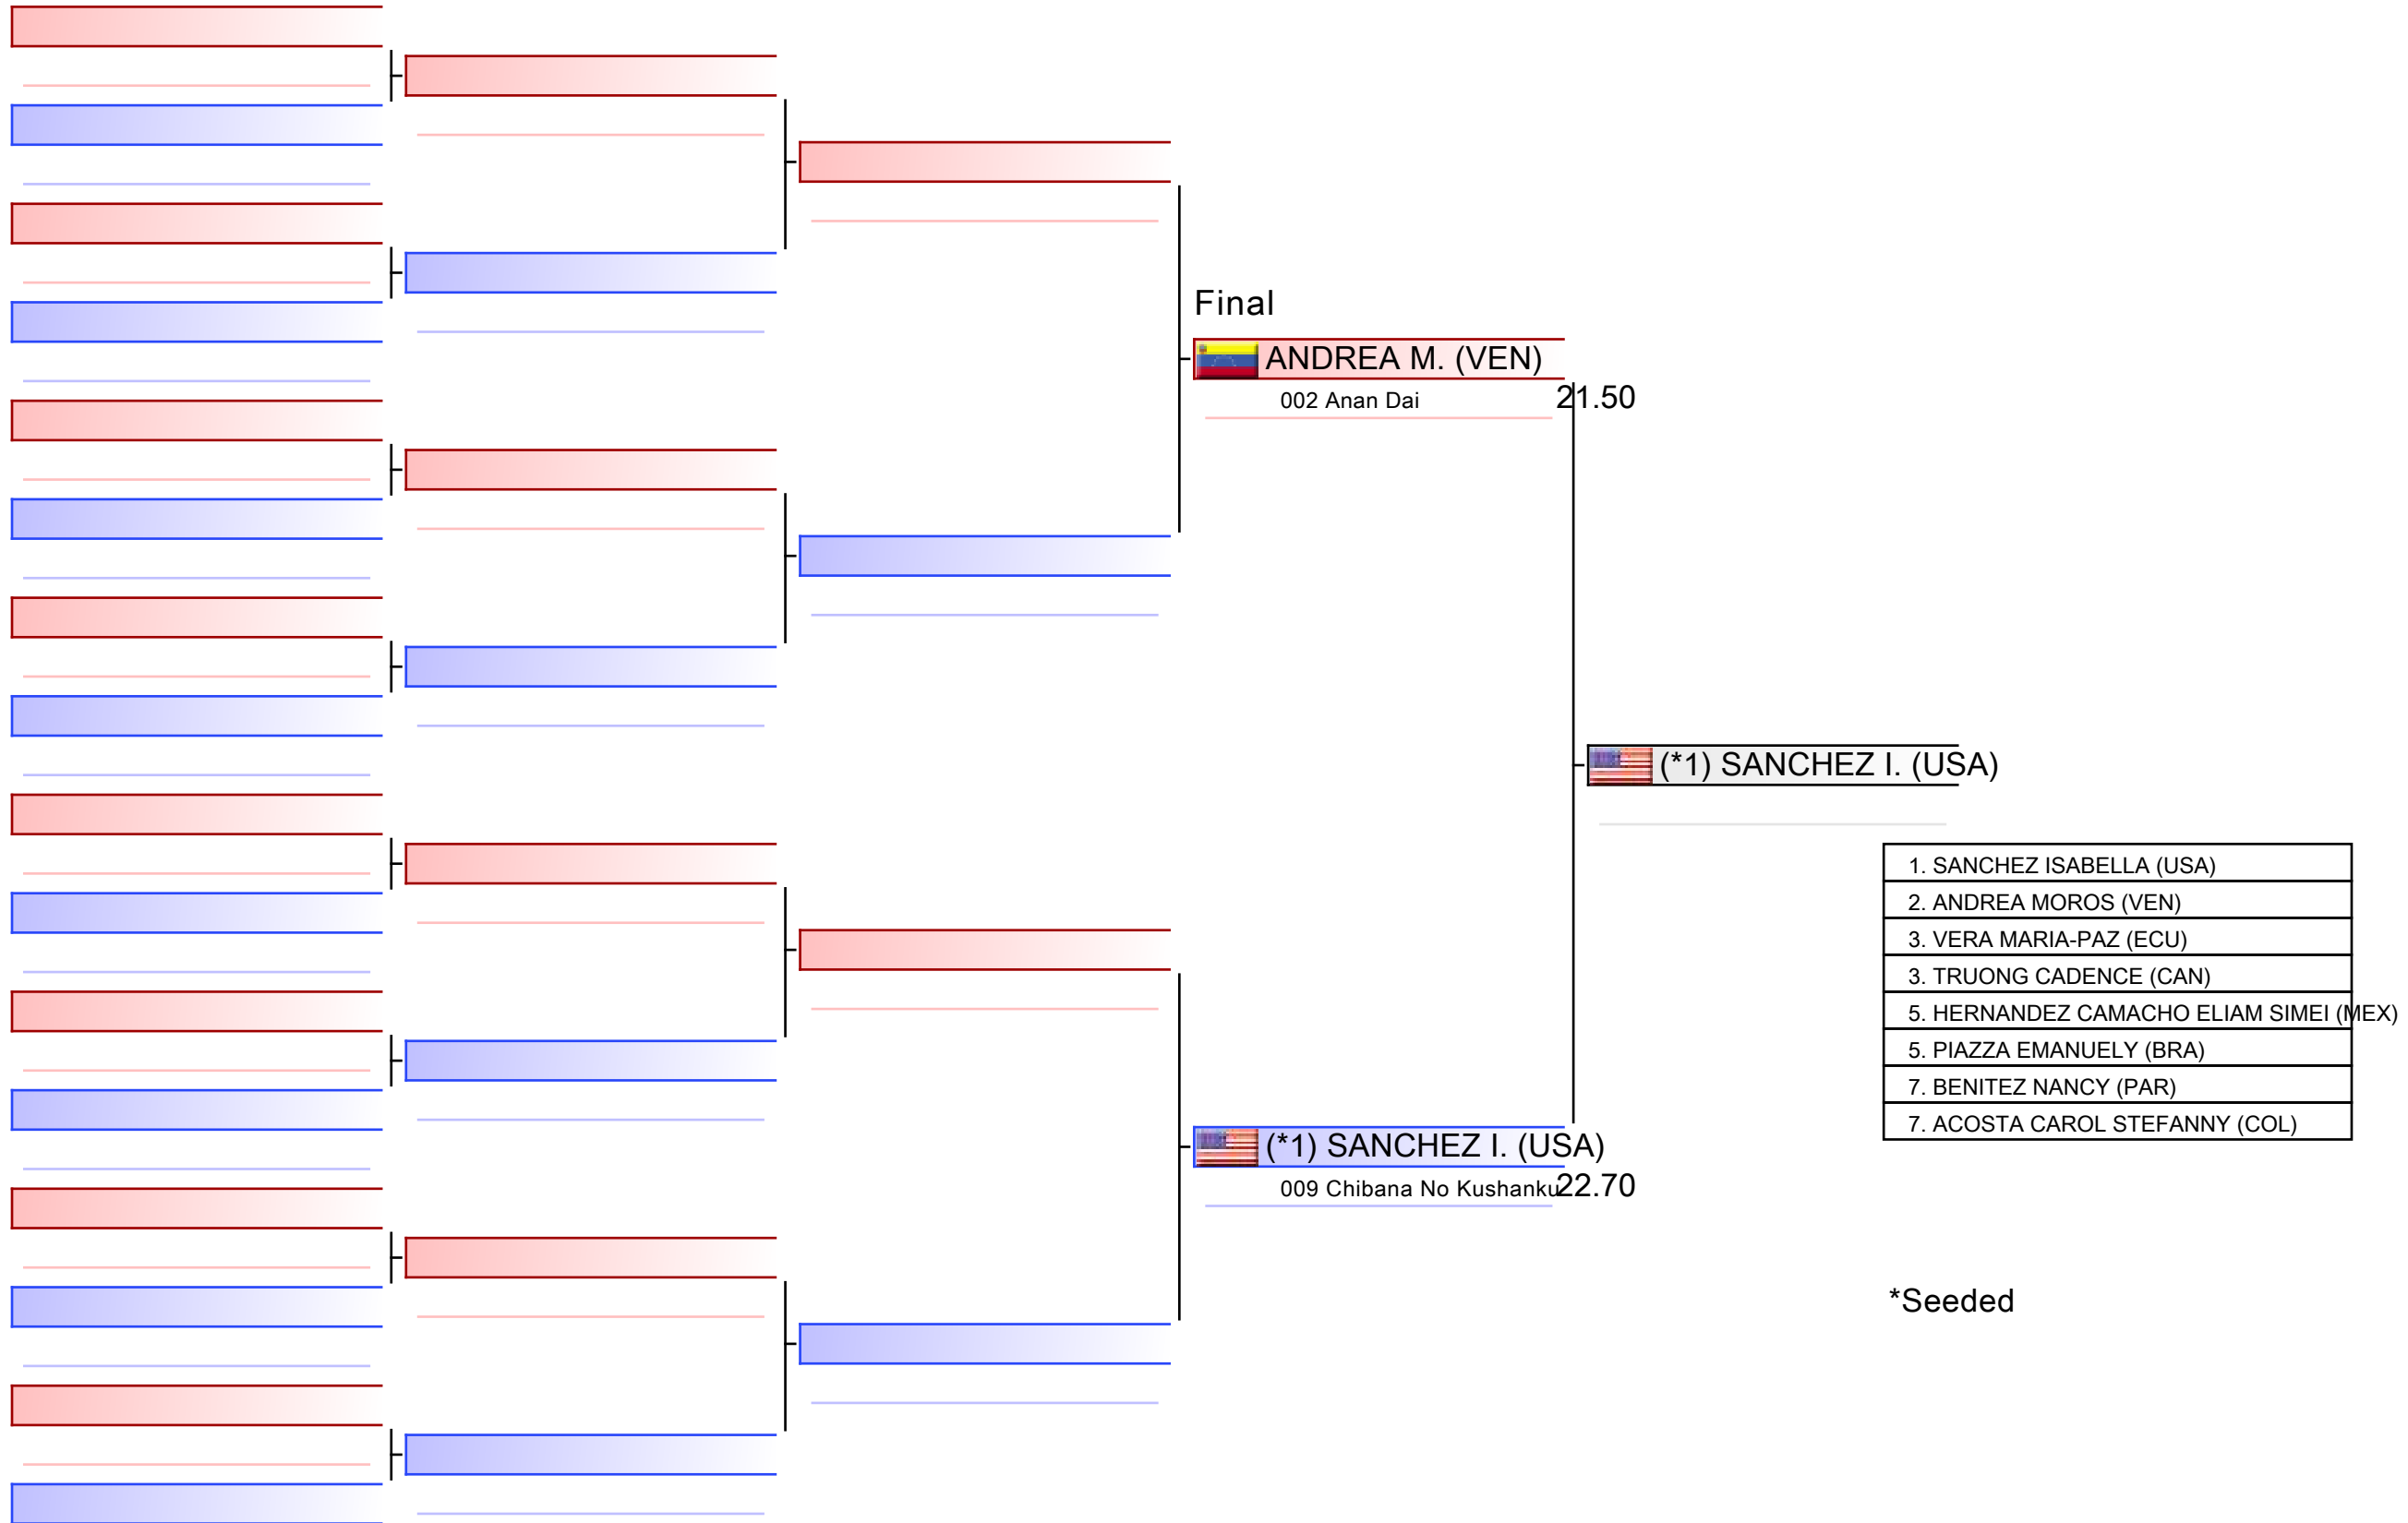 Final
ANDREA M. (VEN)
002 Anan Dai 21.50
(*1) SANCHEZ I. (USA)
1. SANCHEZ ISABELLA (USA)
2. ANDREA MOROS (VEN)
3. VERA MARIA-PAZ (ECU)
3. TRUONG CADENCE (CAN)
5. HERNANDEZ CAMACHO ELIAM SIMEI (MEX)
5. PIAZZA EMANUELY (BRA)
7. BENITEZ NANCY (PAR)
7. ACOSTA CAROL STEFANNY (COL)
(*1) SANCHEZ I. (USA)
009 Chibana No Kushanku 22.70
*Seeded